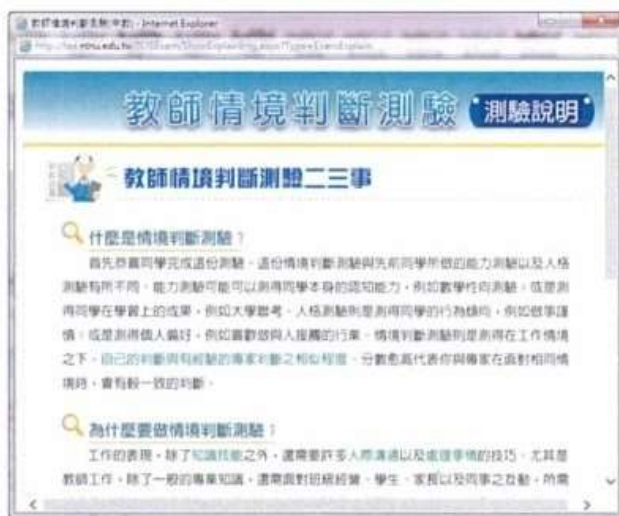 教師情境判斷測驗(中教) - Internet Explorer
教師情境判斷測驗 測驗說明
教師情境判斷測驗二三事
什麼是情境判斷測驗？
首先恭喜同學完成這份測驗。這份情境判斷測驗與先前同學所做的能力測驗以及人格
測驗有所不同。能力測驗可能可以測得同學本身的認知能力，例如數學性向測驗，或是測
得同學在學習上的成果，例如大學聯考。人格測驗則是測得同學的行為傾向，例如做事謹
慎，或是測得個人偏好，例如喜歡做與人接觸的行業。情境判斷測驗則是測得在工作情境
之下，自己的判斷與有經驗的專家判斷之相似程度。分數愈高代表你與專家在面對相同情
境時，會有較一致的判斷。
為什麼要做情境判斷測驗？
工作的表現，除了知識技能之外，還需要許多人際溝通以及處理事情的技巧。尤其是
教師工作，除了一般的專業知識，還需面對班級經營、學生、家長以及同事之互動，所需